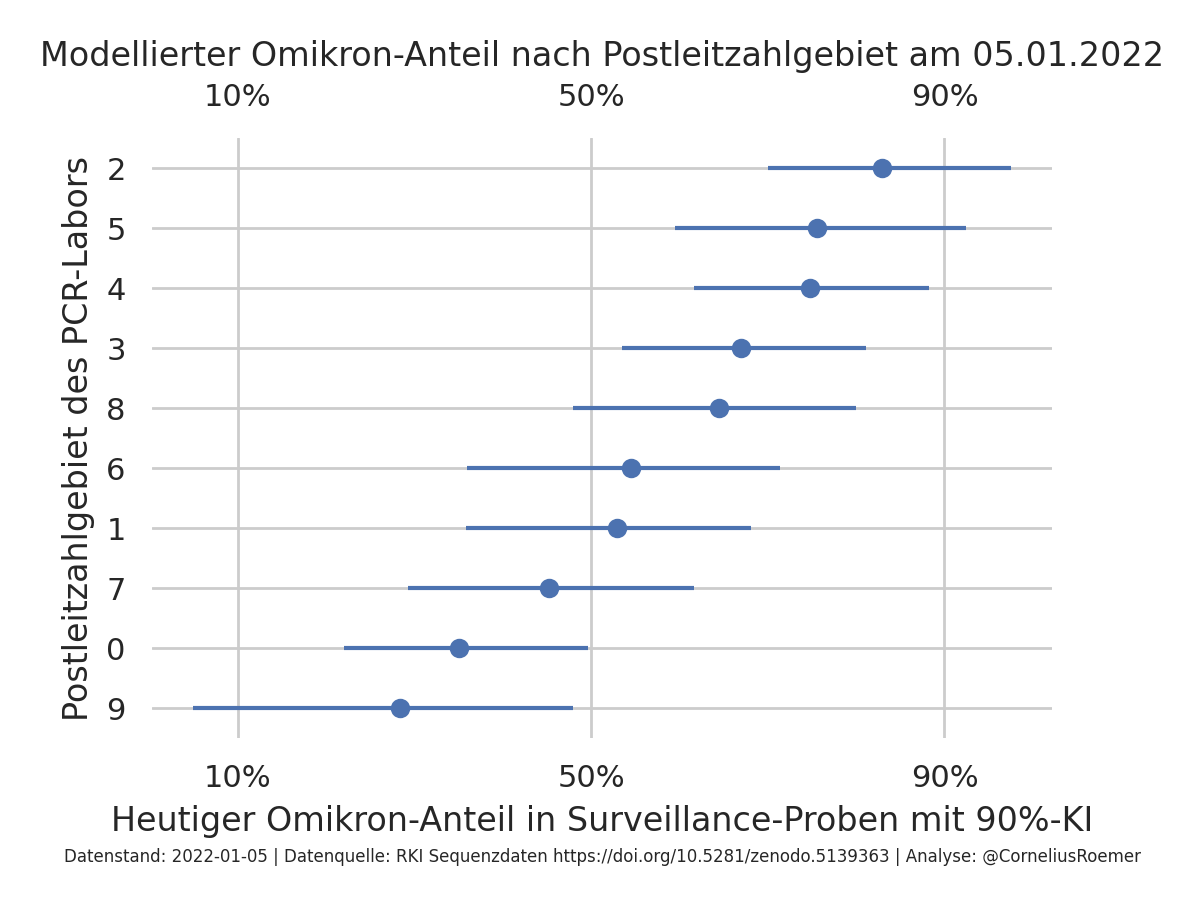 Modellierter Omikron-Anteil nach Postleitzahlgebiet am 05.01.2022
10% 50% 90%
Postleitzahlgebiet des PCR-Labors
2
5
4
3
8
6
1
7
0
9
10% 50% 90%
Heutiger Omikron-Anteil in Surveillance-Proben mit 90%-KI
Datenstand: 2022-01-05 | Datenquelle: RKI Sequenzdaten https://doi.org/10.5281/zenodo.5139363 | Analyse: @CorneliusRoemer